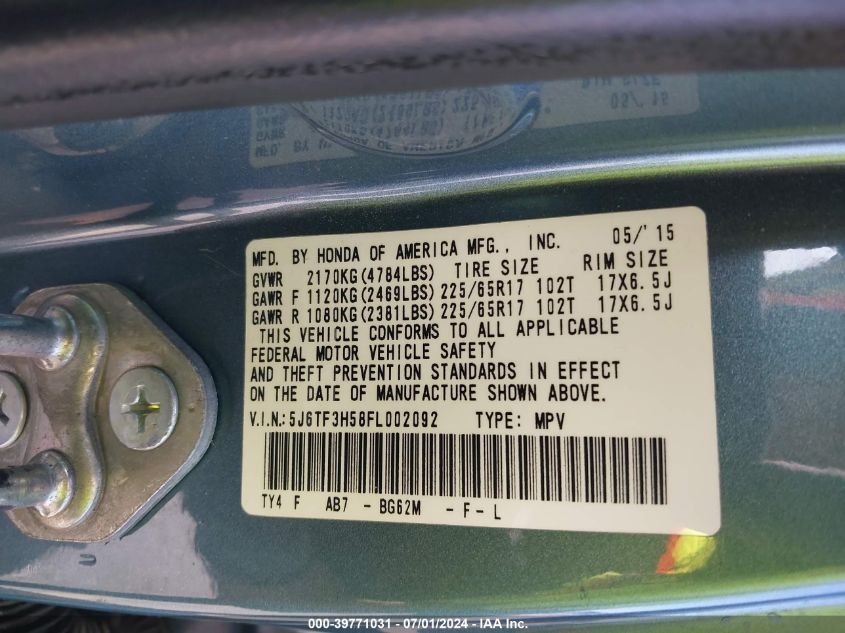 MFD. BY HONDA OF AMERICA MFG., INC. 05/'15
GVWR 2170KG(4784LBS) TIRE SIZE RIM SIZE
GAWR F 1120KG(2469LBS) 225/65R17 102T 17X6.5J
GAWR R 1080KG(2381LBS) 225/65R17 102T 17X6.5J
THIS VEHICLE CONFORMS TO ALL APPLICABLE
FEDERAL MOTOR VEHICLE SAFETY
AND THEFT PREVENTION STANDARDS IN EFFECT
ON THE DATE OF MANUFACTURE SHOWN ABOVE.
V.I.N.:5J6TF3H58FL002092 TYPE: MPV
TY4 F AB7 - BG62M - F - L
000-39771031 - 07/01/2024 - IAA Inc.